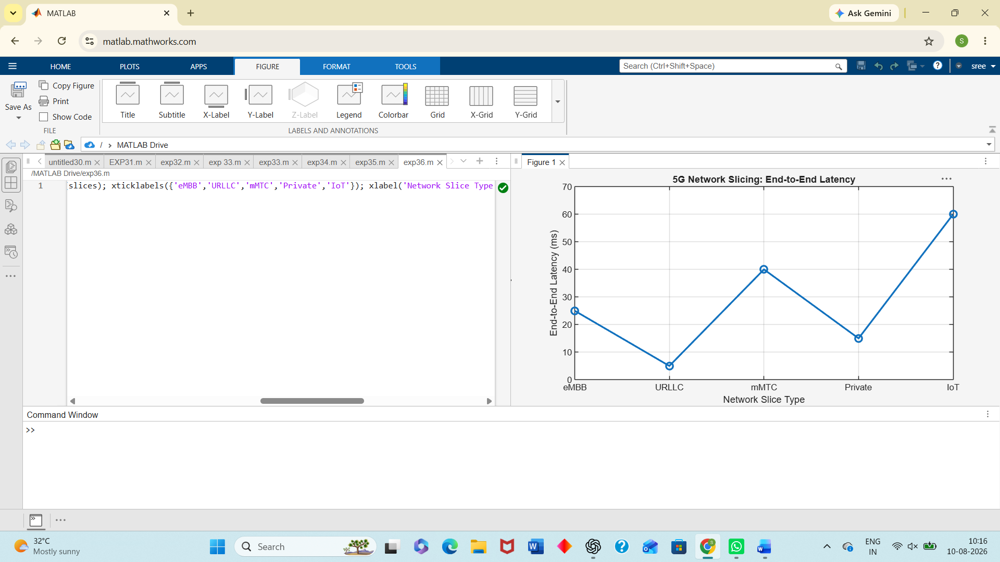 MATLAB
Ask Gemini
matlab.mathworks.com
S
HOME PLOTS APPS FIGURE FORMAT TOOLS
Search (Ctrl+Shift+Space)
sree
Save As
Copy Figure
Print
Show Code
FILE
Title Subtitle X-Label Y-Label Z-Label Legend Colorbar Grid X-Grid Y-Grid
LABELS AND ANNOTATIONS
/ > MATLAB Drive
untitled30.m EXP31.m exp32.m exp 33.m exp33.m exp34.m exp35.m exp36.m
/MATLAB Drive/exp36.m
1 slices); xticklabels({'eMBB','URLLC','mMTC','Private','IoT'}); xlabel('Network Slice Type
Figure 1
5G Network Slicing: End-to-End Latency
70
60
50
40
30
20
10
0
End-to-End Latency (ms)
eMBB URLLC mMTC Private IoT
Network Slice Type
Command Window
>>
32°C
Mostly sunny
Search
ENG
IN
10:16
10-08-2026